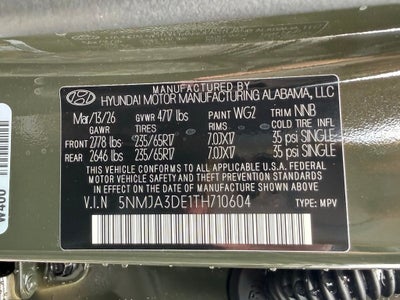 MANUFACTURED BY
HYUNDAI MOTOR MANUFACTURING ALABAMA, LLC
Mar/13/26 GVWR 4717 lbs PAINT WG2 TRIM NNB
GAWR TIRES RIMS COLD TIRE INFL
FRONT 2778 lbs 235/65R17 7.0JX17 35 psi SINGLE
REAR 2646 lbs 235/65R17 7.0JX17 35 psi SINGLE
THIS VEHICLE CONFORMS TO ALL APPLICABLE U.S.A FEDERAL
MOTOR VEHICLE SAFETY, BUMPER, AND THEFT PREVENTION
STANDARDS IN EFFECT ON THE DATE OF MANUFACTURE SHOWN ABOVE.
V.I.N 5NMJA3DE1TH710604 TYPE: MPV
W400